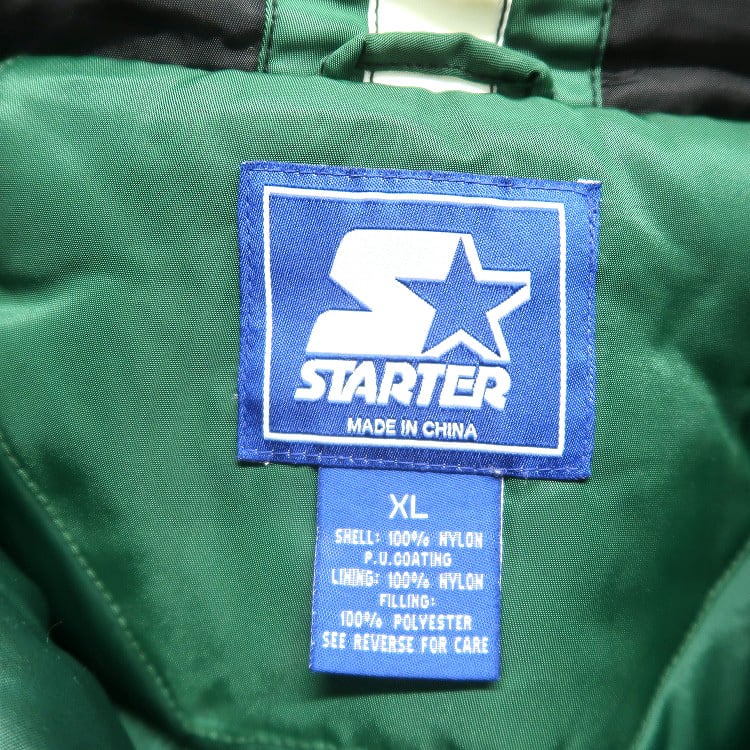 STARTER
MADE IN CHINA
XL
SHELL: 100% NYLON
P.U.COATING
LINING: 100% NYLON
FILLING:
100% POLYESTER
SEE REVERSE FOR CARE